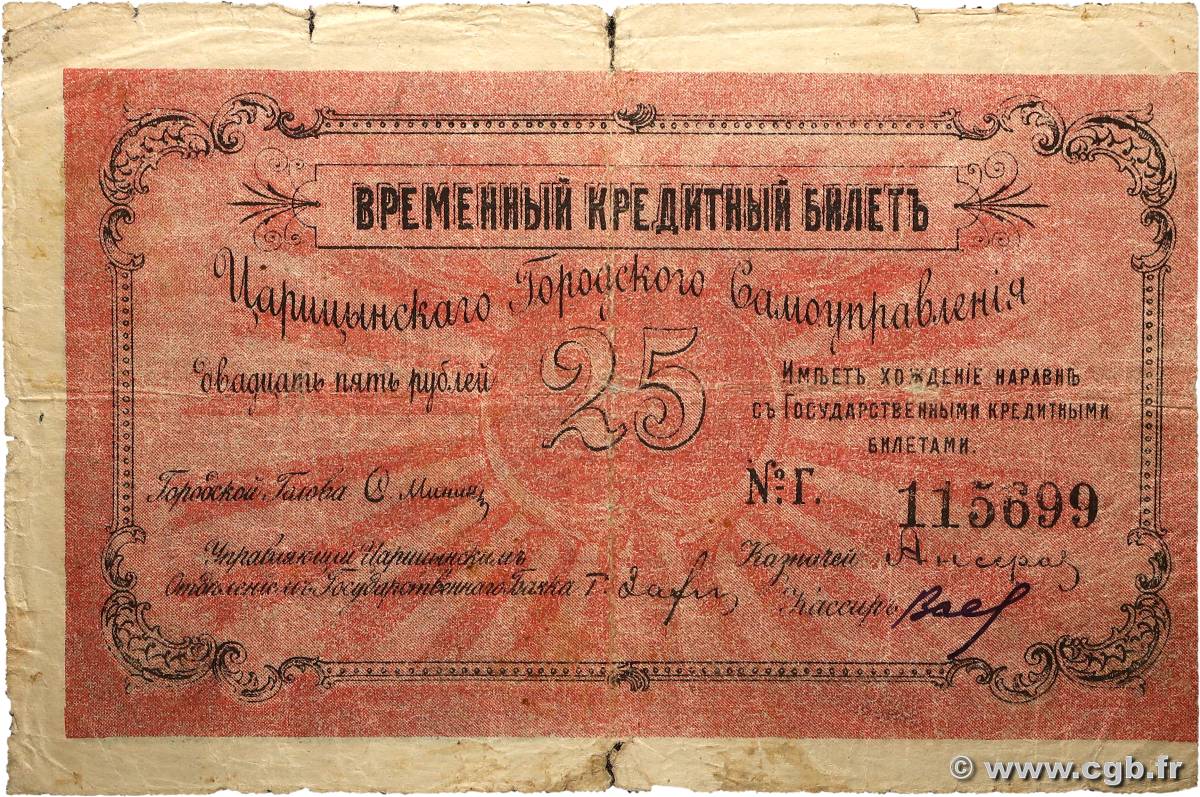 ВРЕМЕННЫЙ КРЕДИТНЫЙ БИЛЕТЪ
Царицынскаго Городского Самоуправленія
двадцать пять рублей
25
ИМѢЕТЪ ХОЖДЕНІЕ НАРАВНѢ
СЪ ГОСУДАРСТВЕННЫМИ КРЕДИТНЫМИ
БИЛЕТАМИ.
Городской Голова С Минин
№ Г. 115699
Управляющій Царицынскимъ
Отдѣленіемъ Государственнаго Банка Г.
Казначей
Кассиръ
© www.cgb.fr